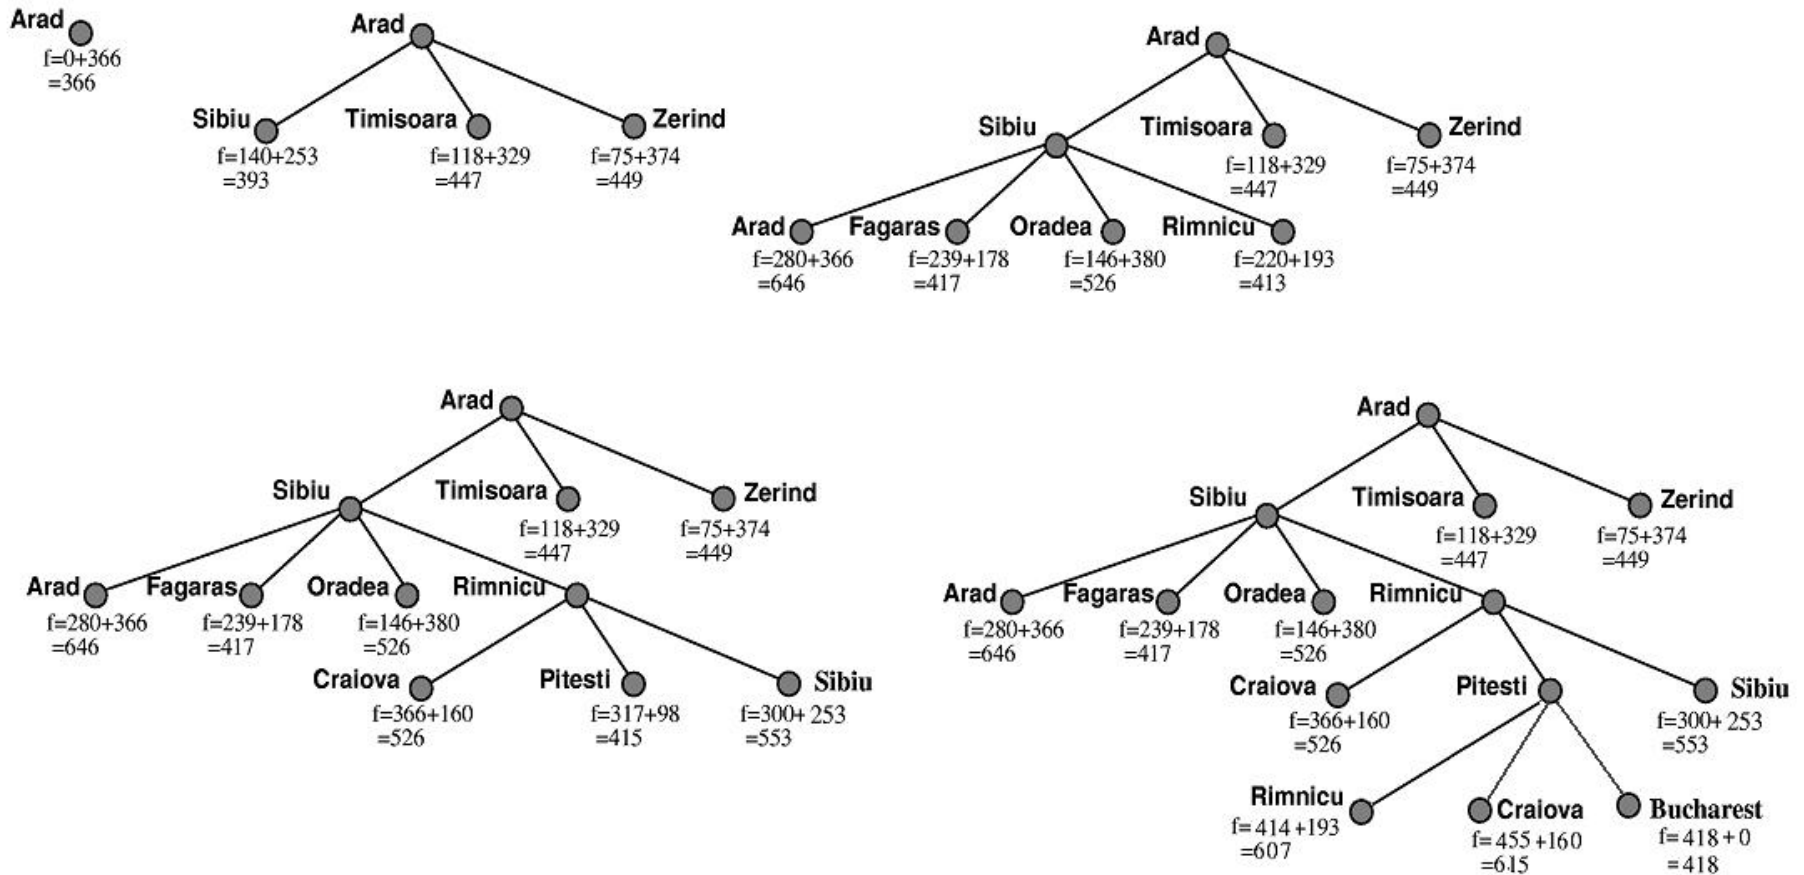 Arad
f=0+366
=366
Arad
Sibiu
f=140+253
=393
Timisoara
f=118+329
=447
Zerind
f=75+374
=449
Arad
Sibiu
Timisoara
f=118+329
=447
Zerind
f=75+374
=449
Arad
f=280+366
=646
Fagaras
f=239+178
=417
Oradea
f=146+380
=526
Rimnicu
f=220+193
=413
Arad
Sibiu
Timisoara
f=118+329
=447
Zerind
f=75+374
=449
Arad
f=280+366
=646
Fagaras
f=239+178
=417
Oradea
f=146+380
=526
Rimnicu
Craiova
f=366+160
=526
Pitesti
f=317+98
=415
Sibiu
f=300+253
=553
Arad
Sibiu
Timisoara
f=118+329
=447
Zerind
f=75+374
=449
Arad
f=280+366
=646
Fagaras
f=239+178
=417
Oradea
f=146+380
=526
Rimnicu
Craiova
f=366+160
=526
Pitesti
Sibiu
f=300+253
=553
Rimnicu
f=414+193
=607
Craiova
f=455+160
=615
Bucharest
f=418+0
=418